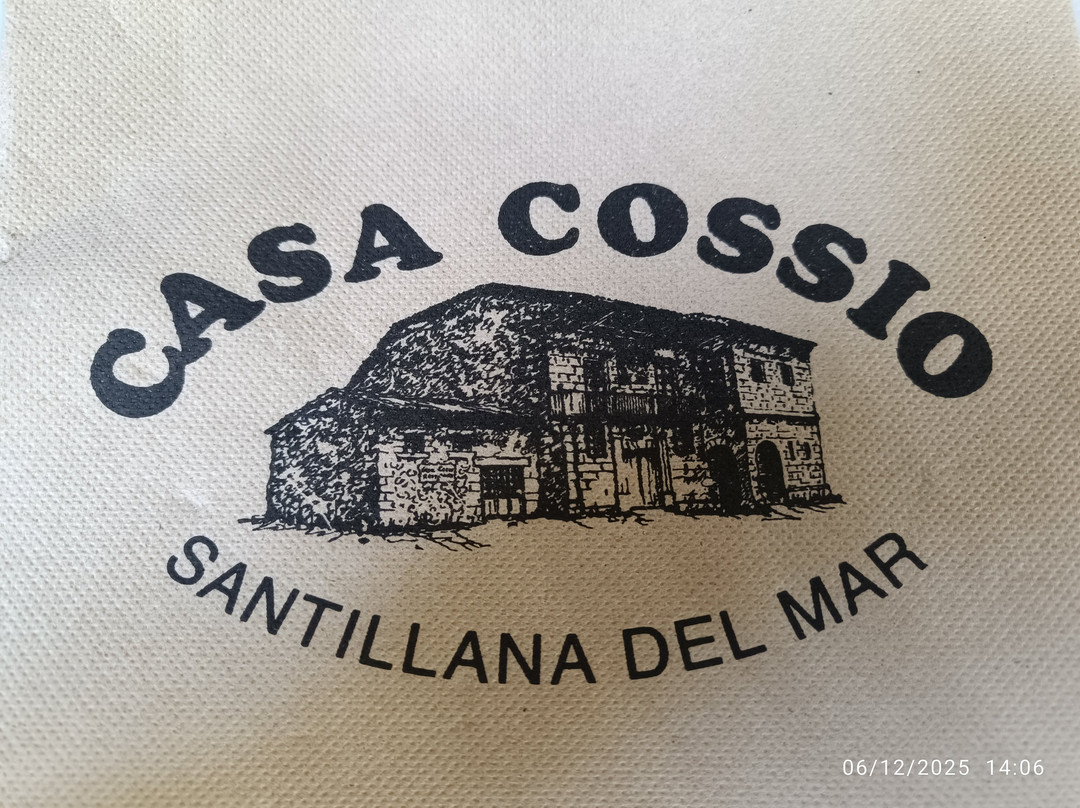 CASA COSSIO
SANTILLANA DEL MAR
06/12/2025 14:06